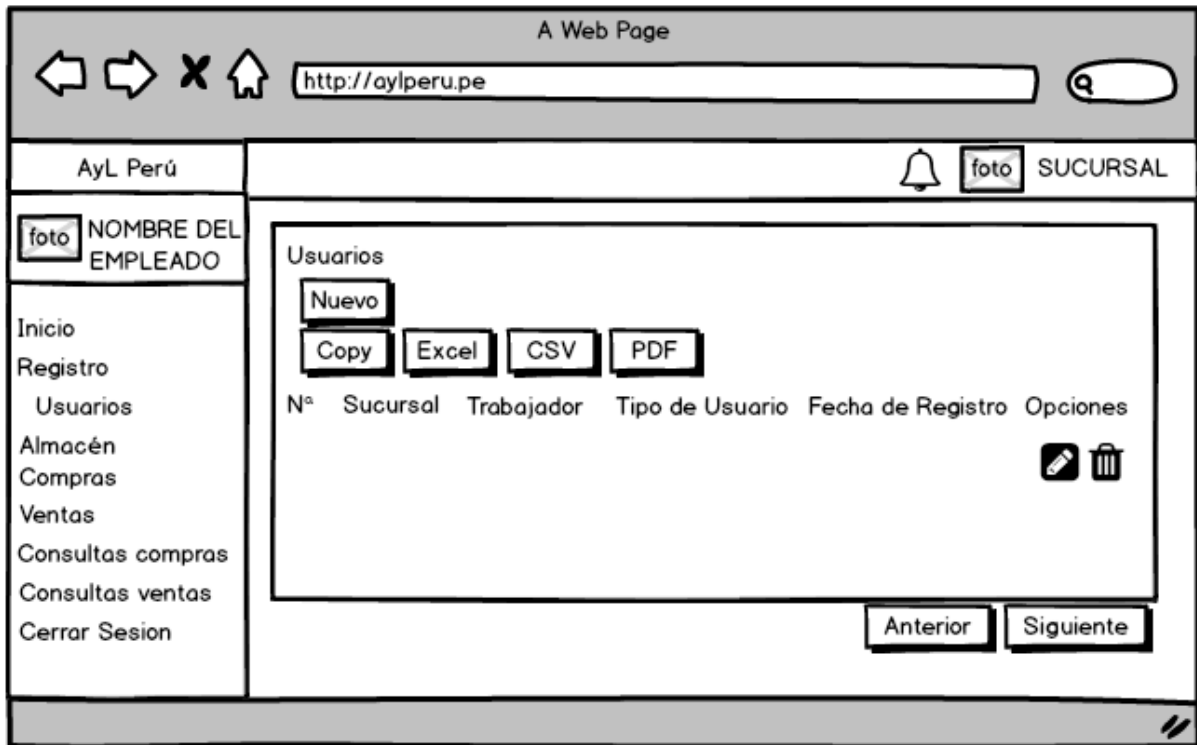 A Web Page
http://aylperu.pe
AyL Perú
foto SUCURSAL
foto NOMBRE DEL
EMPLEADO
Inicio
Registro
Usuarios
Almacén
Compras
Ventas
Consultas compras
Consultas ventas
Cerrar Sesion
Usuarios
Nuevo
Copy Excel CSV PDF
Nª Sucursal Trabajador Tipo de Usuario Fecha de Registro Opciones
Anterior Siguiente